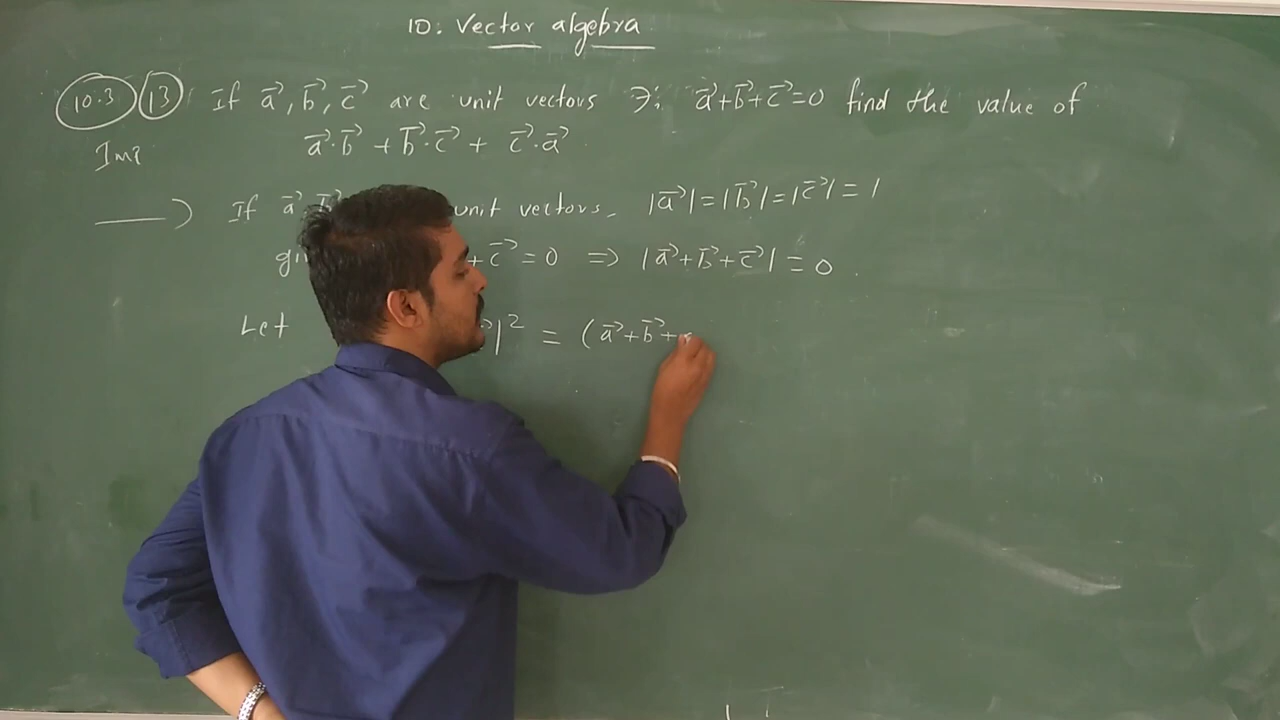 10. Vector algebra
10.3 13 If a⃗, b⃗, c⃗ are unit vectors ∋: a⃗+b⃗+c⃗=0 find the value of
Imp a⃗·b⃗ + b⃗·c⃗ + c⃗·a⃗
If a⃗ unit vectors, |a⃗|=|b⃗|=|c⃗|=1
+c⃗=0 ⇒ |a⃗+b⃗+c⃗|=0.
Let |² = (a⃗+b⃗+